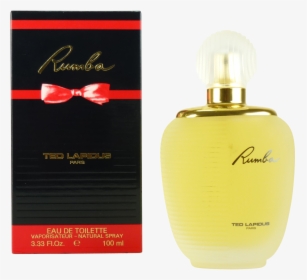 Rumba
TED LAPIDUS
PARIS
EAU DE TOILETTE
VAPORISATEUR - NATURAL SPRAY
3.33 FL.Oz. ℮ 100 ml
Rumba
TED LAPIDUS
PARIS